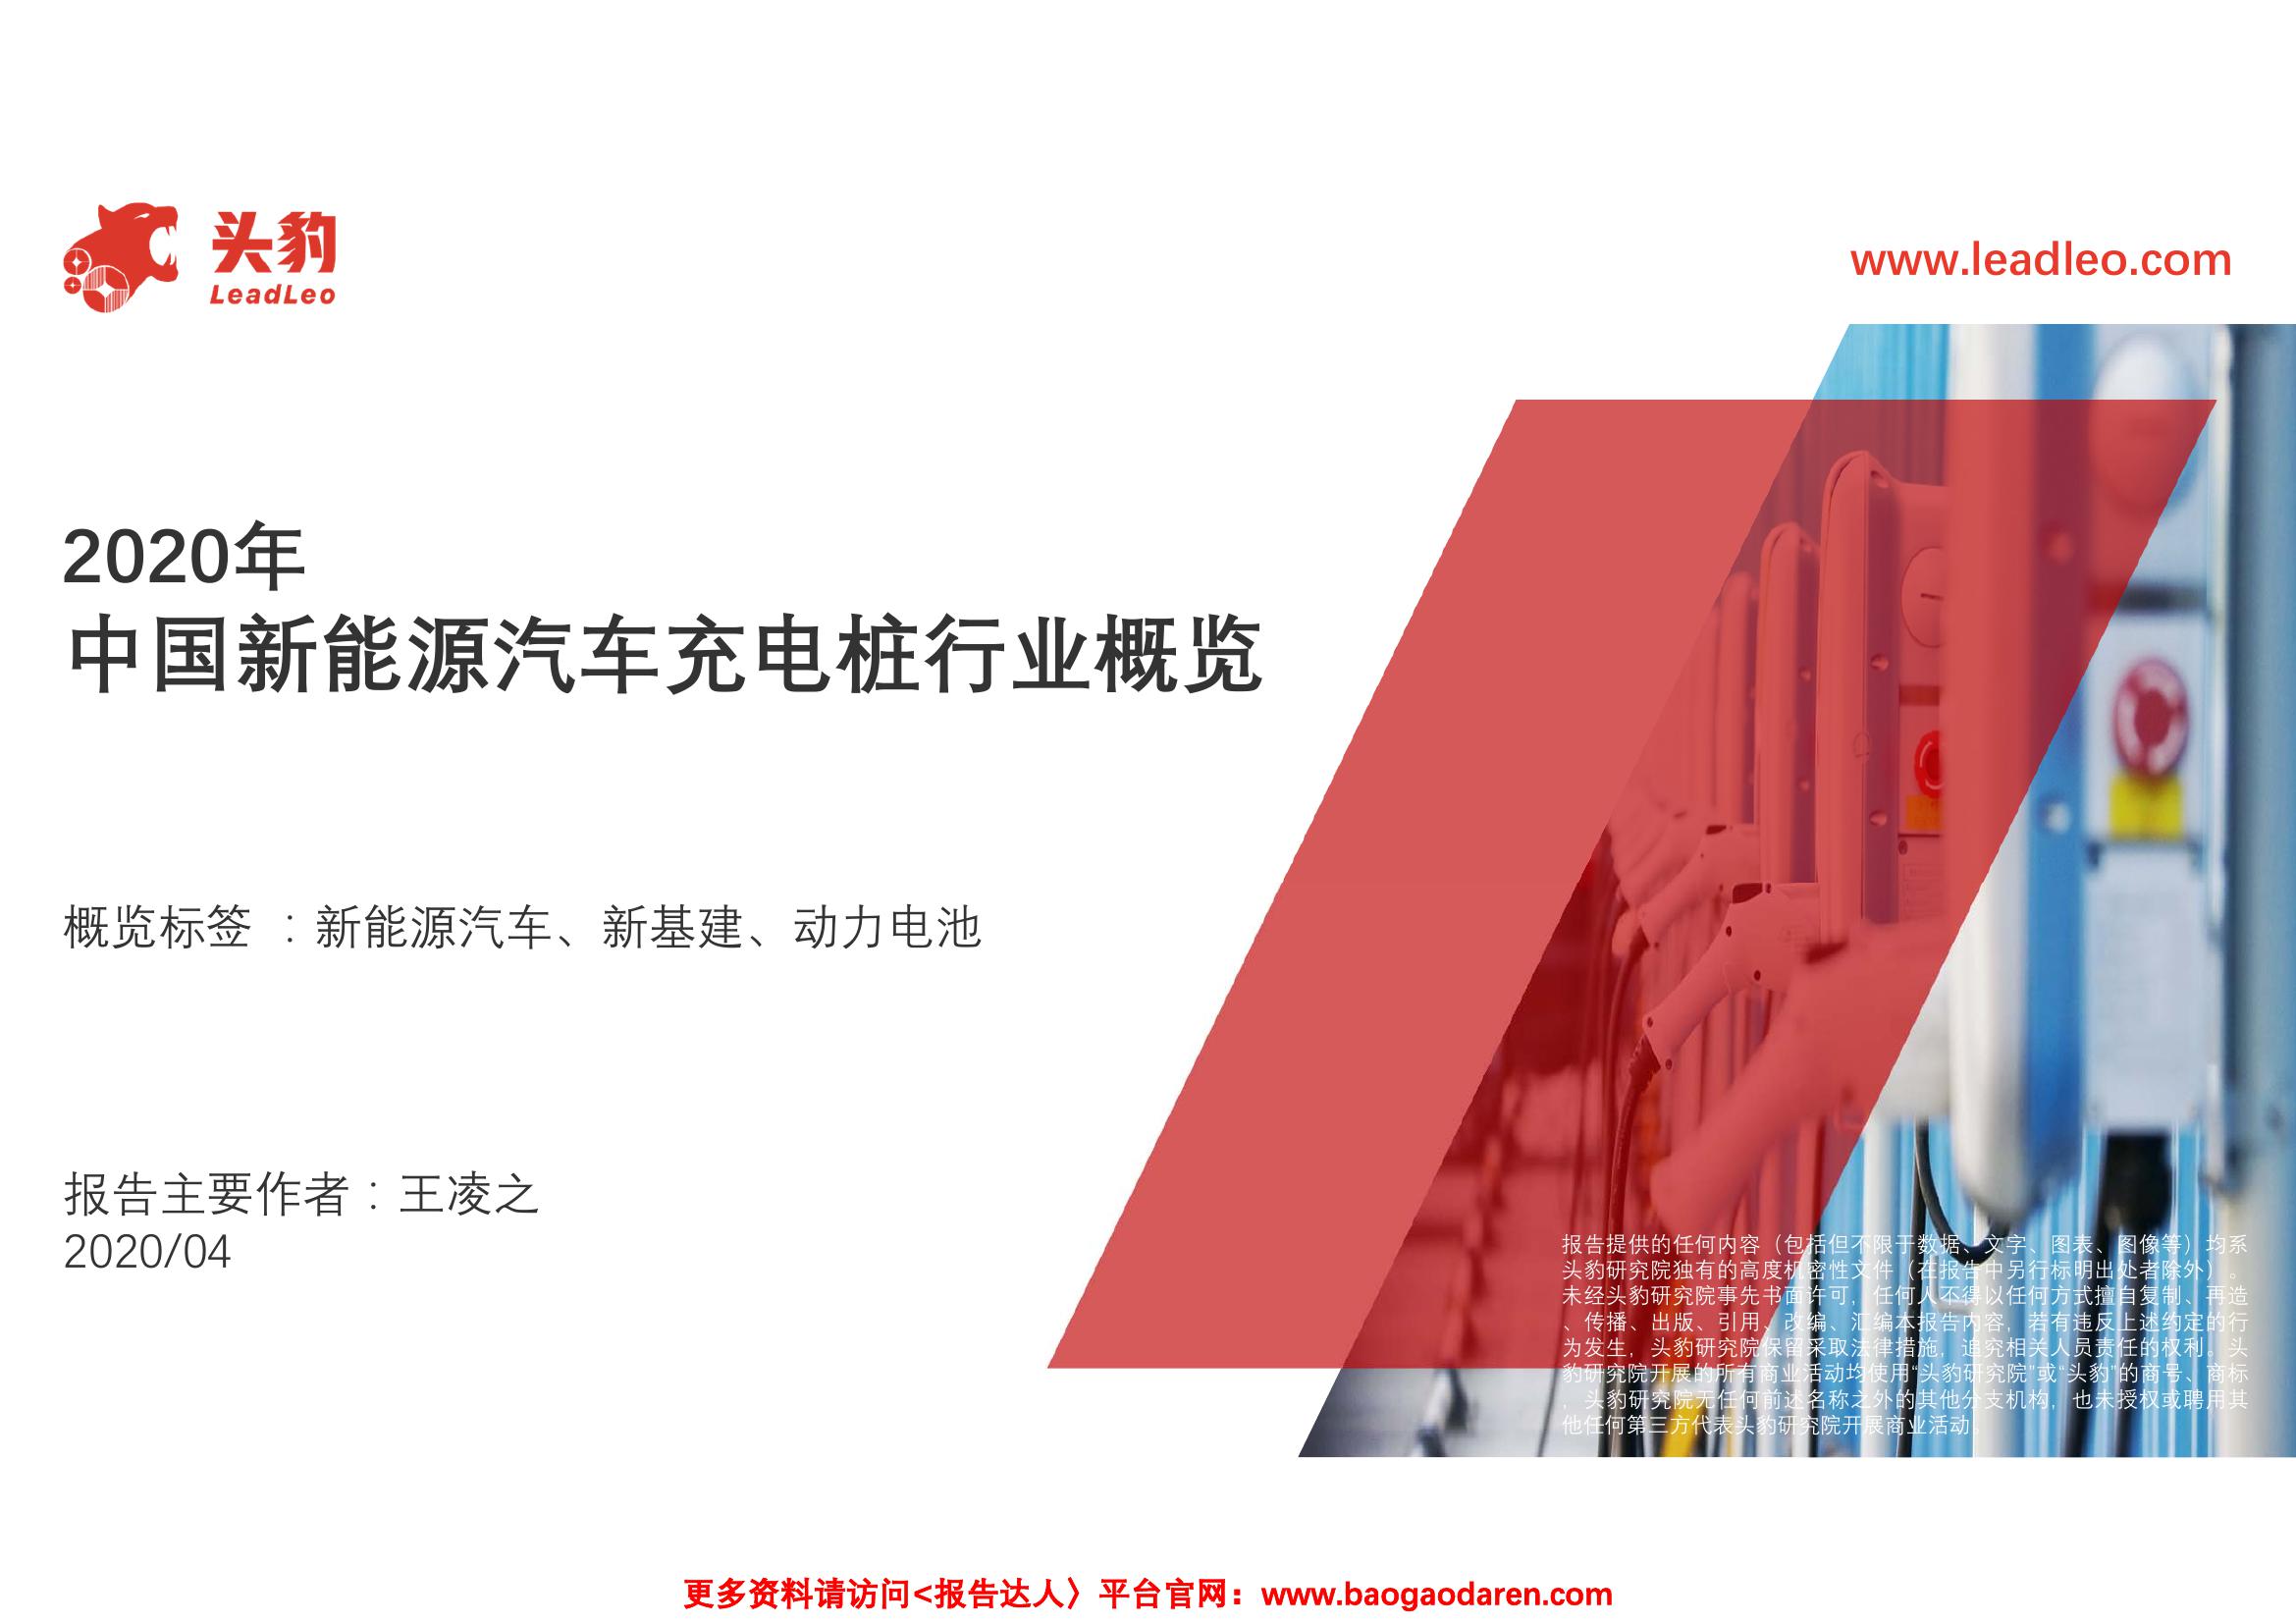 头豹
LeadLeo
www.leadleo.com
2020年
中国新能源汽车充电桩行业概览
概览标签 ：新能源汽车、新基建、动力电池
报告主要作者：王凌之
2020/04
报告提供的任何内容（包括但不限于数据、文字、图表、图像等）均系
头豹研究院独有的高度机密性文件（在报告中另行标明出处者除外）。
未经头豹研究院事先书面许可，任何人不得以任何方式擅自复制、再造
、传播、出版、引用、改编、汇编本报告内容，若有违反上述约定的行
为发生，头豹研究院保留采取法律措施，追究相关人员责任的权利。头
豹研究院开展的所有商业活动均使用“头豹研究院”或“头豹”的商号、商标
，头豹研究院无任何前述名称之外的其他分支机构，也未授权或聘用其
他任何第三方代表头豹研究院开展商业活动。
更多资料请访问<报告达人〉平台官网：www.baogaodaren.com